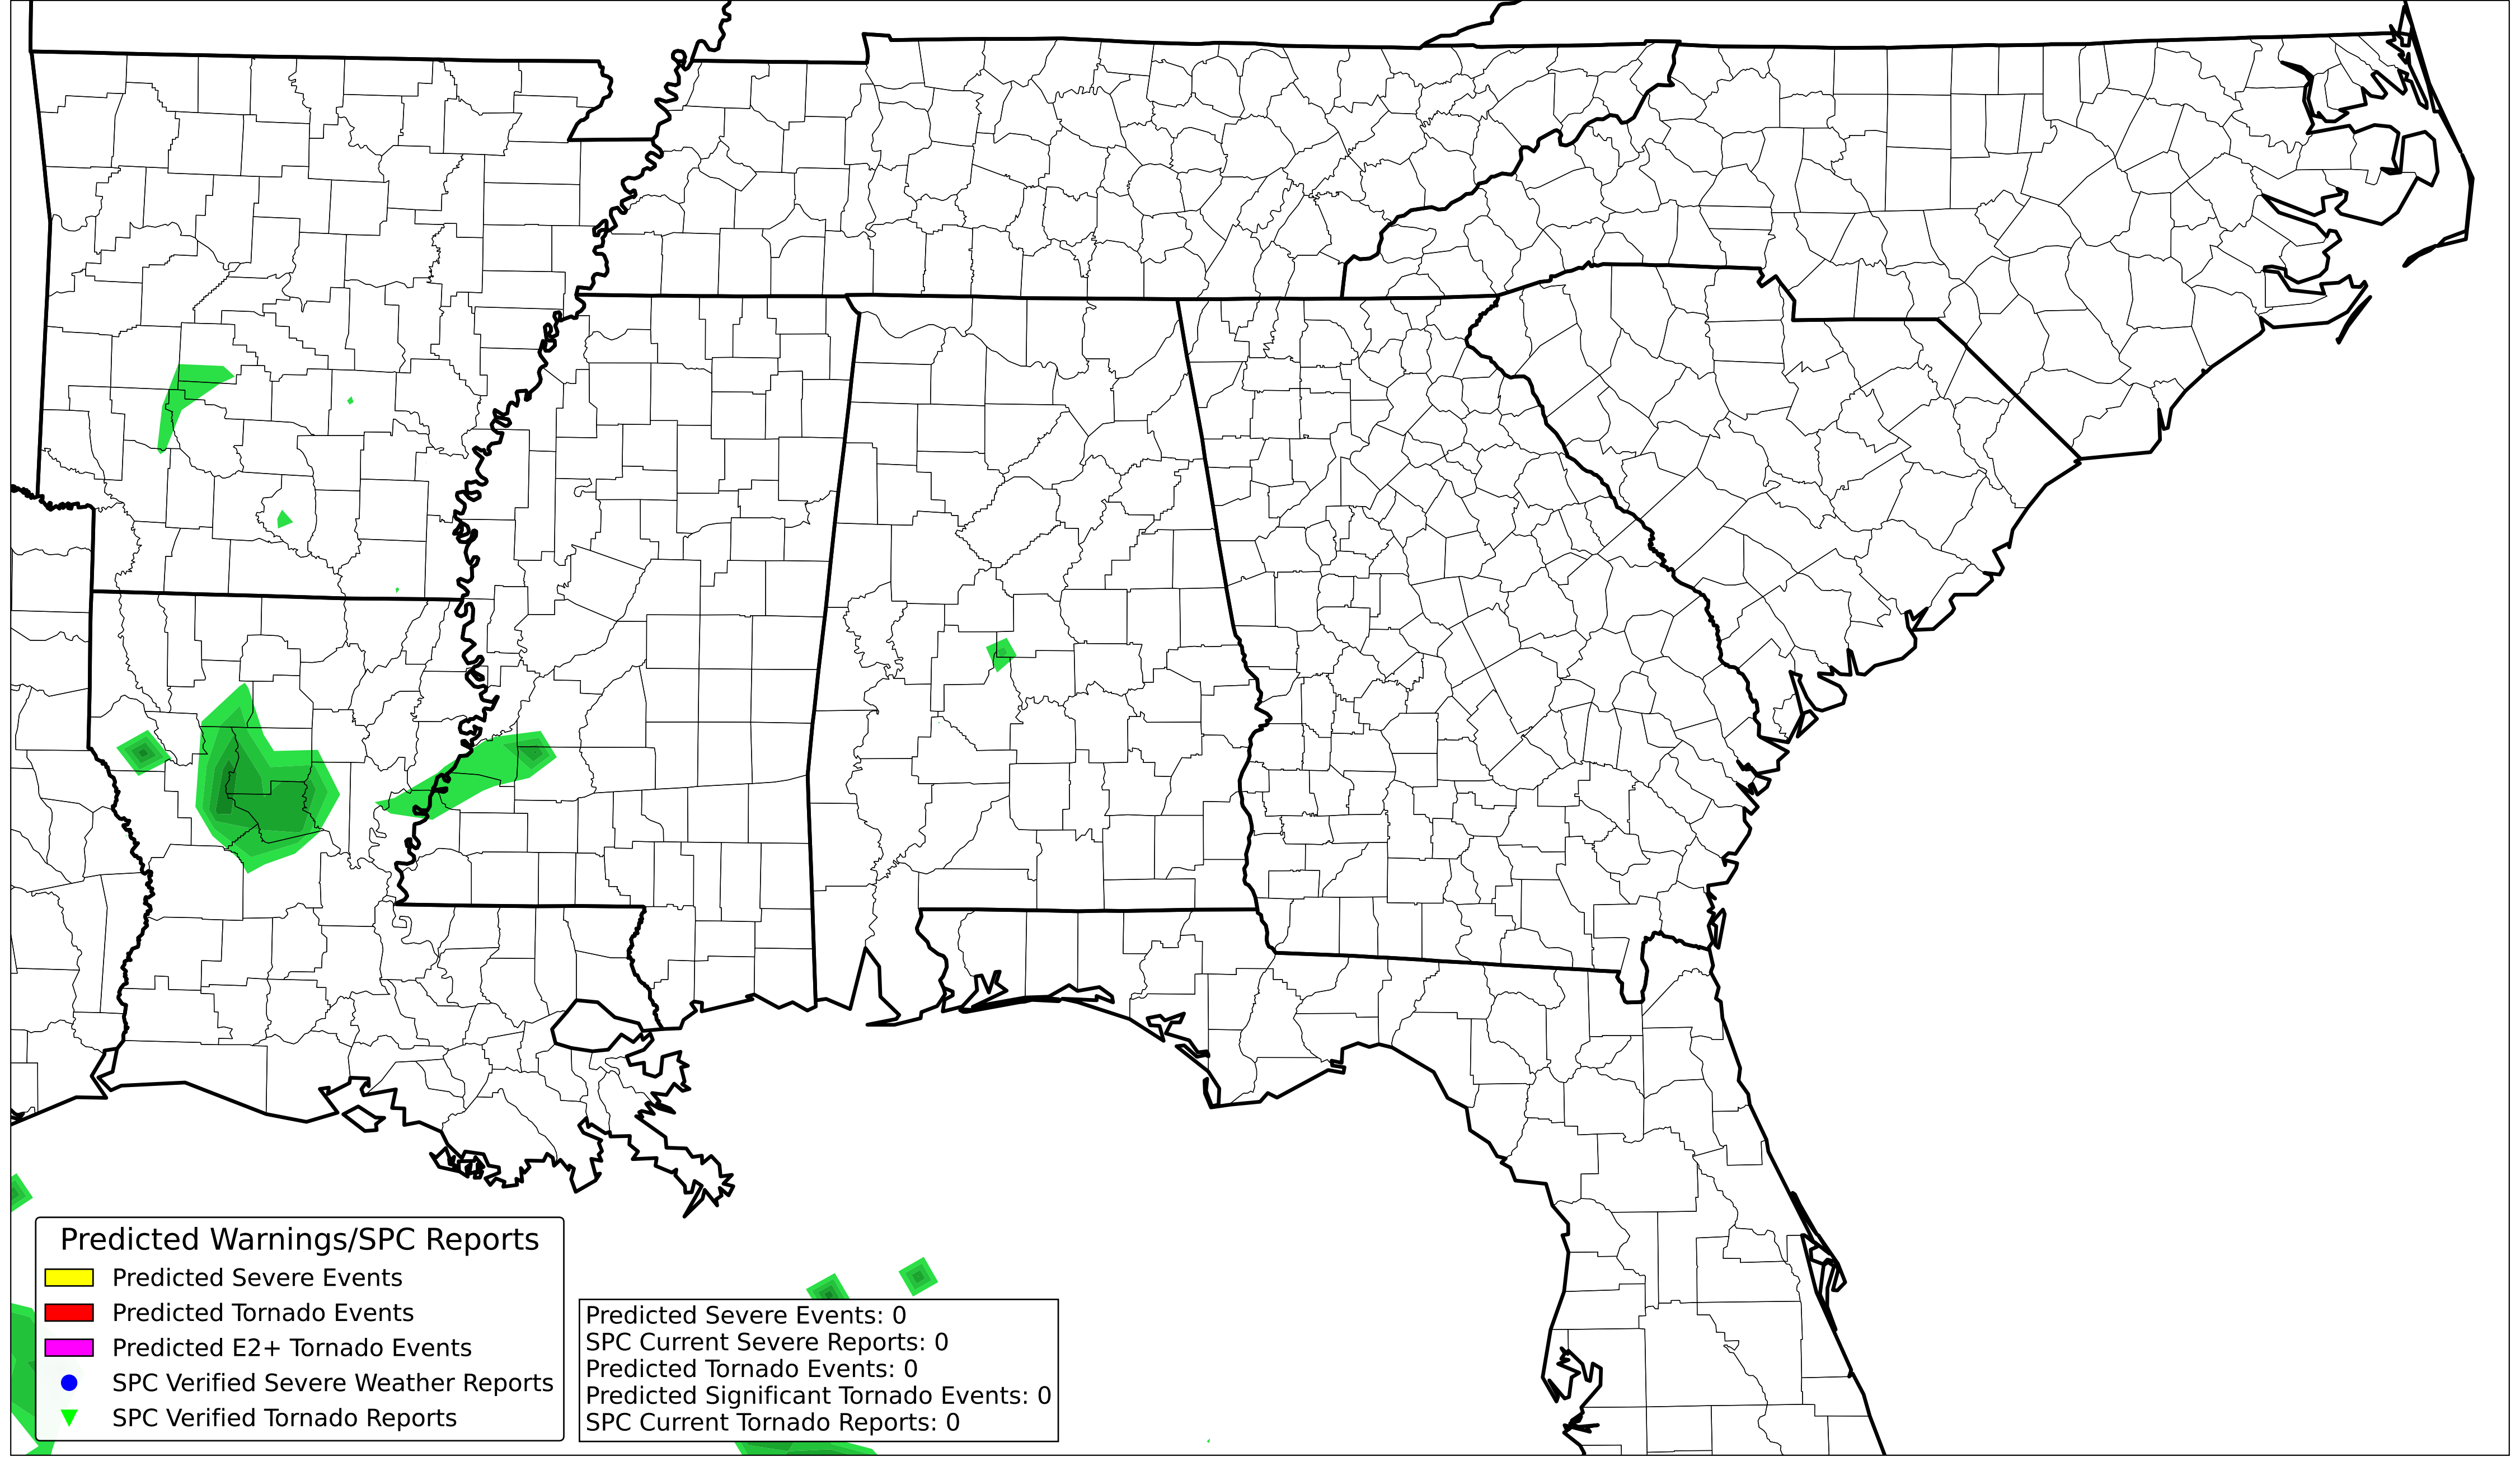 Predicted Warnings/SPC Reports
Predicted Severe Events
Predicted Tornado Events
Predicted E2+ Tornado Events
SPC Verified Severe Weather Reports
SPC Verified Tornado Reports
Predicted Severe Events: 0
SPC Current Severe Reports: 0
Predicted Tornado Events: 0
Predicted Significant Tornado Events: 0
SPC Current Tornado Reports: 0